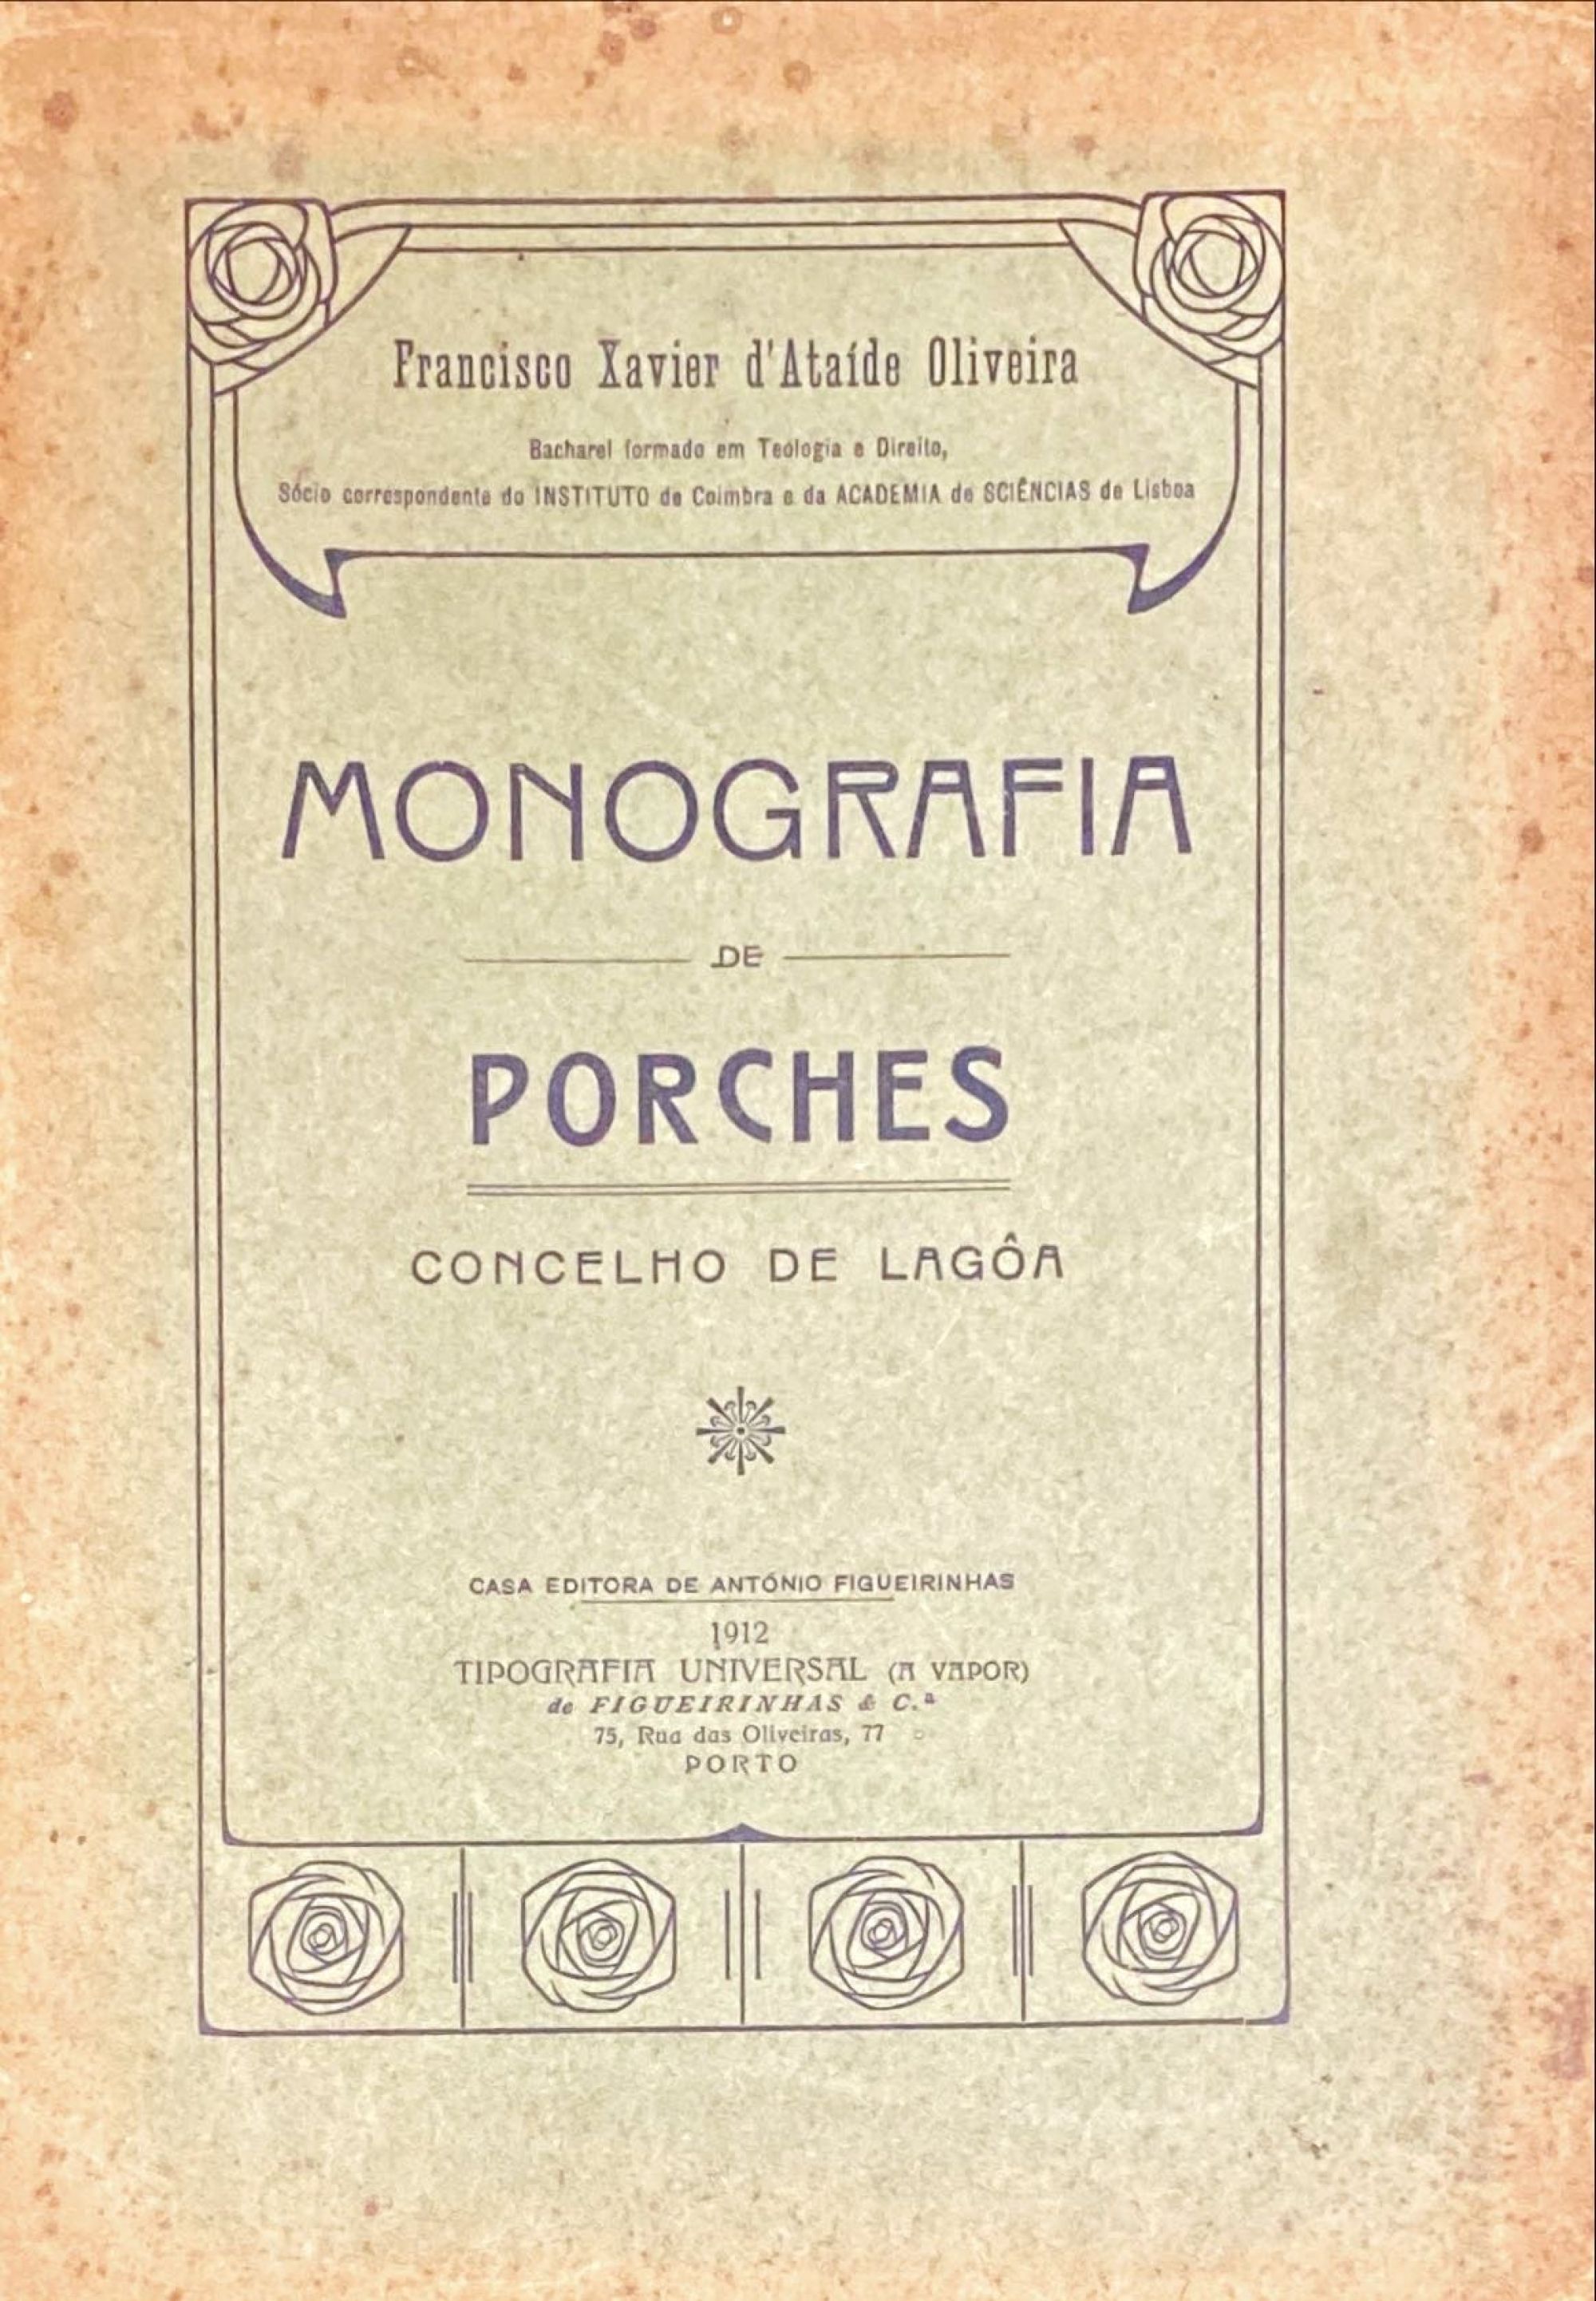 Francisco Xavier d'Ataíde Oliveira
Bacharel formado em Teologia e Direito,
Sócio correspondente do INSTITUTO de Coimbra e da ACADEMIA de SCIÊNCIAS de Lisboa
MONOGRAFIA
DE
PORCHES
CONCELHO DE LAGÔA
CASA EDITORA DE ANTÓNIO FIGUEIRINHAS
1912
TIPOGRAFIA UNIVERSAL (A VAPOR)
de FIGUEIRINHAS & C.ª
75, Rua das Oliveiras, 77
PORTO